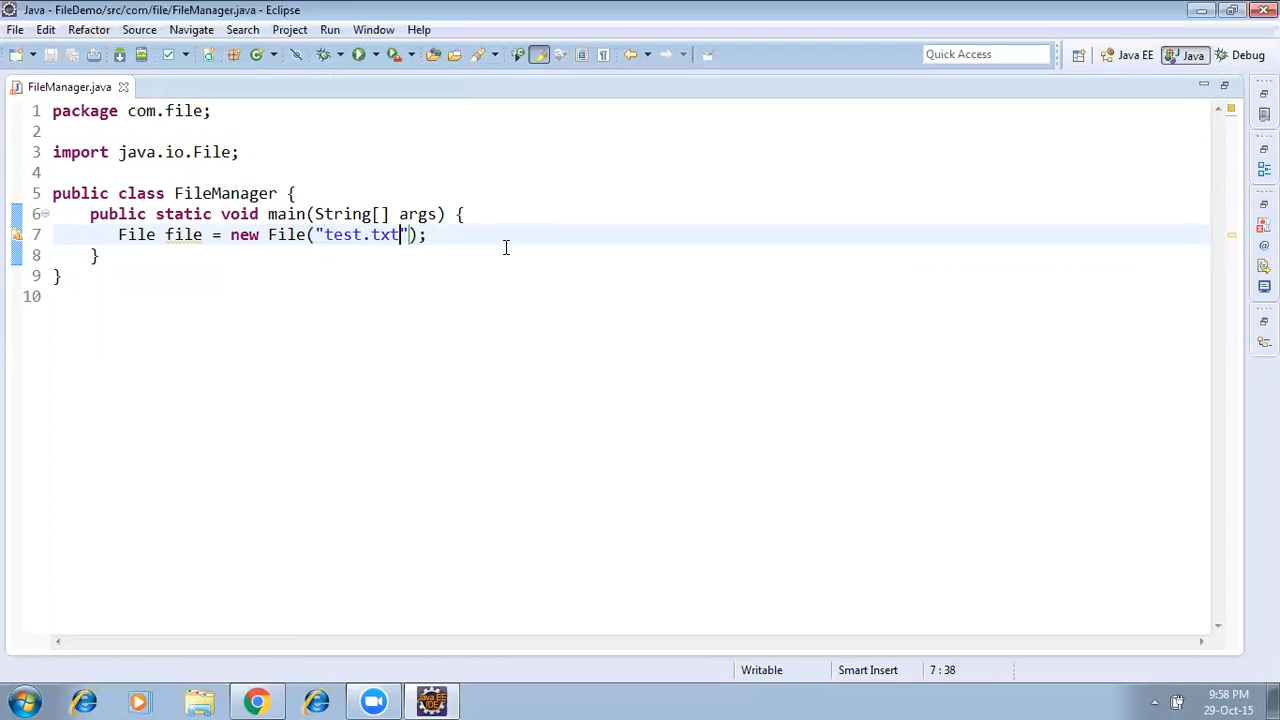 Java - FileDemo/src/com/file/FileManager.java - Eclipse
File Edit Refactor Source Navigate Search Project Run Window Help
Quick Access Java EE Java Debug
FileManager.java
1 package com.file;
2
3 import java.io.File;
4
5 public class FileManager {
6 public static void main(String[] args) {
7 File file = new File("test.txt");
8 }
9 }
10
Writable Smart Insert 7 : 38
Java EE
IDE
9:58 PM
29-Oct-15